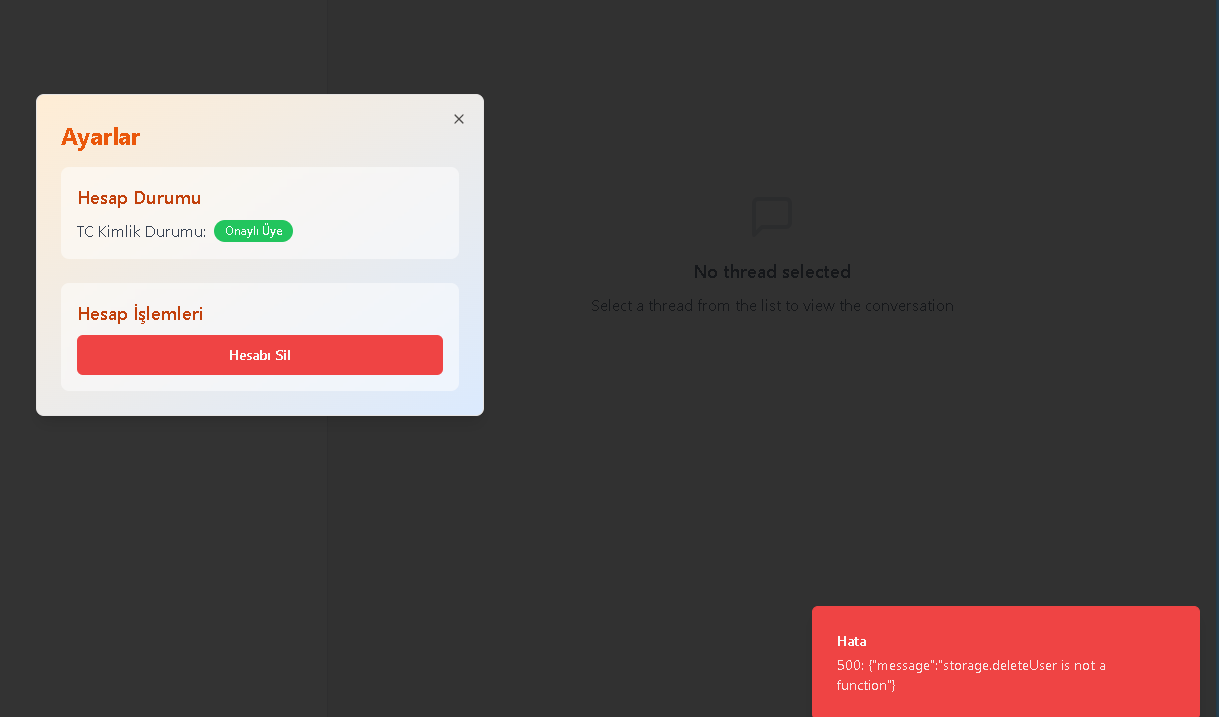 Ayarlar
Hesap Durumu
TC Kimlik Durumu: Onaylı Üye
Hesap İşlemleri
Hesabı Sil
No thread selected
Select a thread from the list to view the conversation
Hata
500: {"message":"storage.deleteUser is not a
function"}